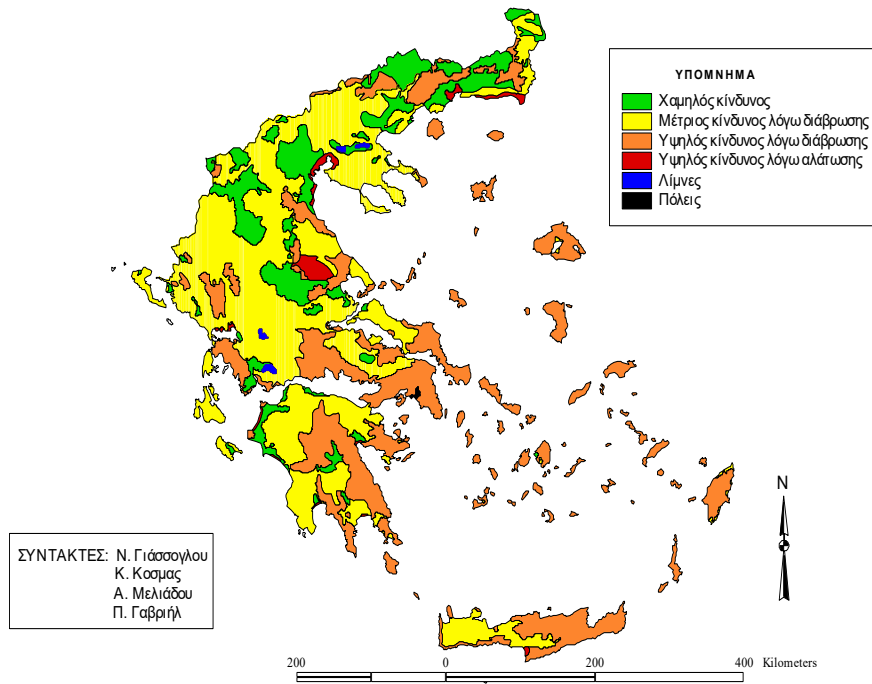 ΥΠΟΜΝΗΜΑ
Χαμηλός κίνδυνος
Μέτριος κίνδυνος λόγω διάβρωσης
Υψηλός κίνδυνος λόγω διάβρωσης
Υψηλός κίνδυνος λόγω αλάτωσης
Λίμνες
Πόλεις
N
ΣΥΝΤΑΚΤΕΣ: Ν. Γιάσσογλου
Κ. Κοσμας
Α. Μελιάδου
Π. Γαβριήλ
200 0 200 400 Kilometers